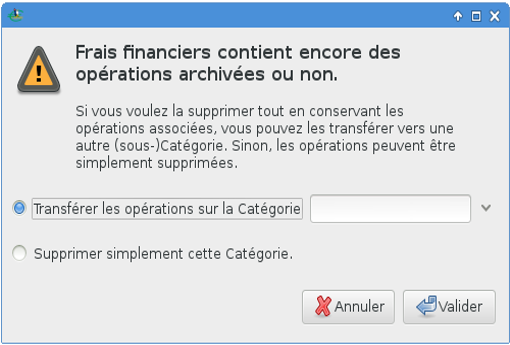 Frais financiers contient encore des
opérations archivées ou non.
Si vous voulez la supprimer tout en conservant les
opérations associées, vous pouvez les transférer vers une
autre (sous-)Catégorie. Sinon, les opérations peuvent être
simplement supprimées.
Transférer les opérations sur la Catégorie
Supprimer simplement cette Catégorie.
Annuler Valider